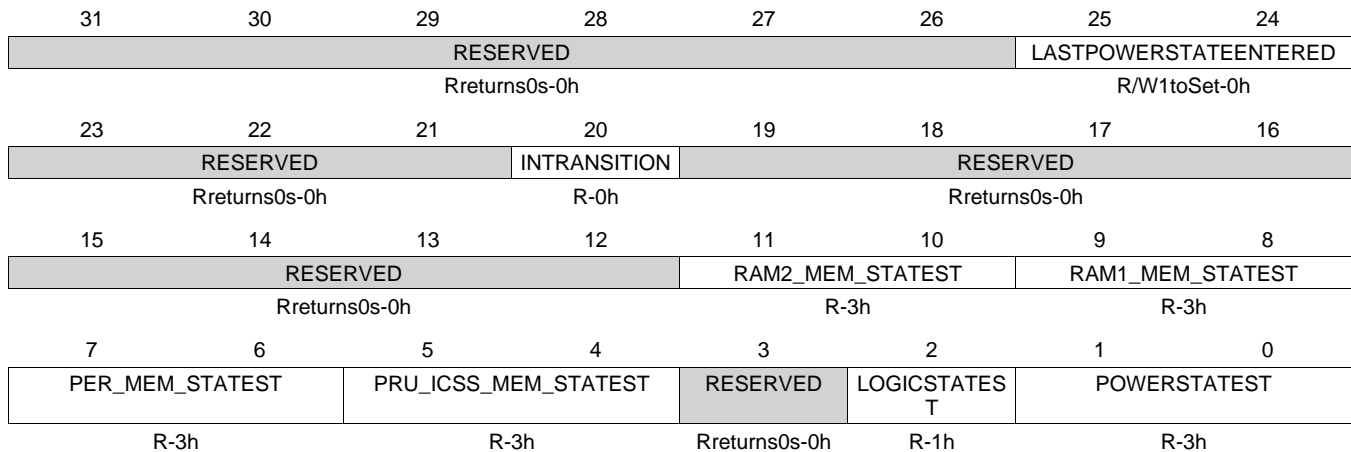 31 30 29 28 27 26 25 24
RESERVED LASTPOWERSTATEENTERED
Rreturns0s-0h R/W1toSet-0h
23 22 21 20 19 18 17 16
RESERVED INTRANSITION RESERVED
Rreturns0s-0h R-0h Rreturns0s-0h
15 14 13 12 11 10 9 8
RESERVED RAM2_MEM_STATEST RAM1_MEM_STATEST
Rreturns0s-0h R-3h R-3h
7 6 5 4 3 2 1 0
PER_MEM_STATEST PRU_ICSS_MEM_STATEST RESERVED LOGICSTATES POWERSTATEST
T
R-3h R-3h Rreturns0s-0h R-1h R-3h